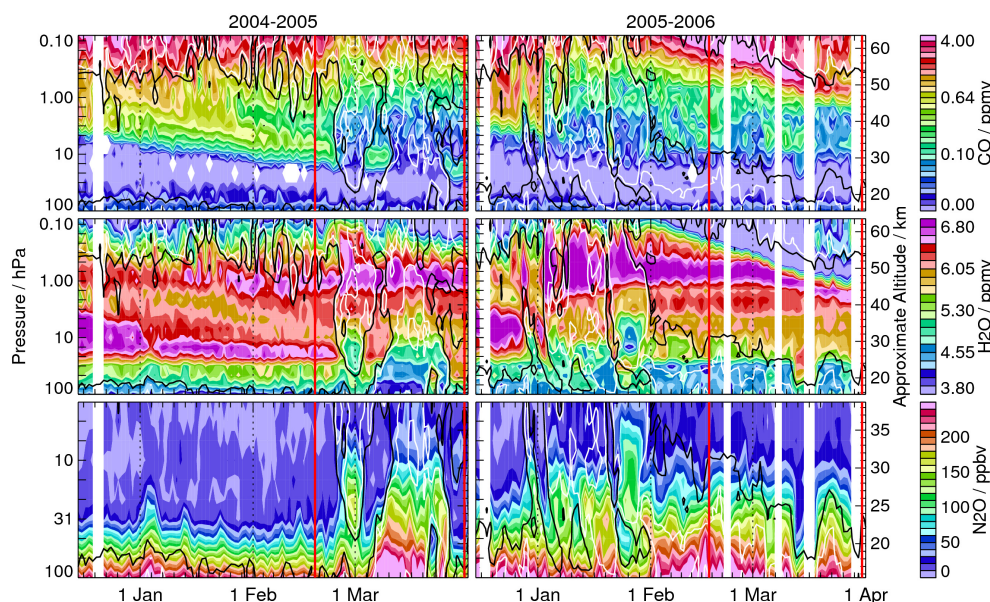 2004-2005 2005-2006
0.10 60 4.00
50
1.00 0.64
40
10 30 0.10
100 20 0.00
Pressure / hPa
Approximate Altitude / km
CO / ppmv
0.10 60 6.80
1.00 50 6.05
40 5.30
10 30 4.55
100 20 3.80
H2O / ppmv
35 200
10 30 150
25 100
31 50
20
100 0
N2O / ppbv
1 Jan 1 Feb 1 Mar 1 Jan 1 Feb 1 Mar 1 Apr